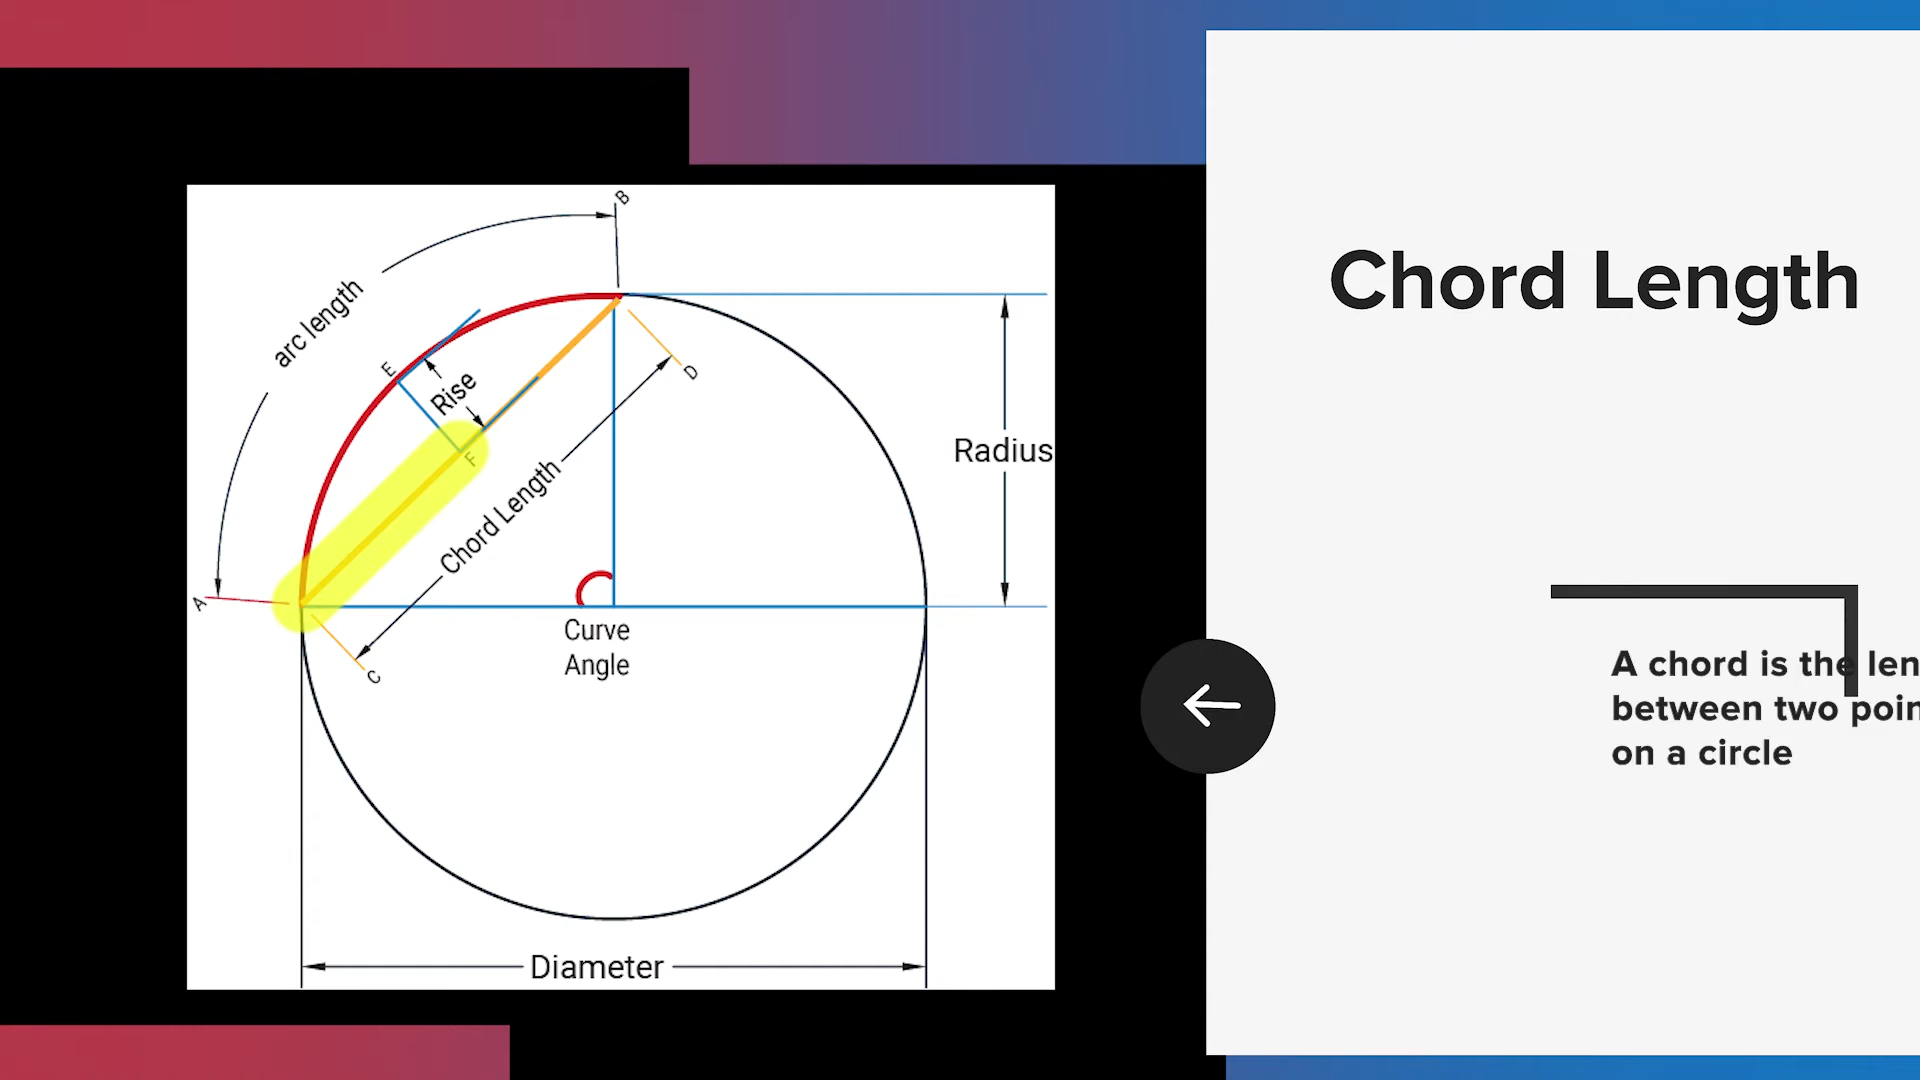 B
arc length
E
Rise
D
F
Chord Length
A
C
Curve
Angle
Radius
Diameter
Chord Length
A chord is the len
between two poin
on a circle